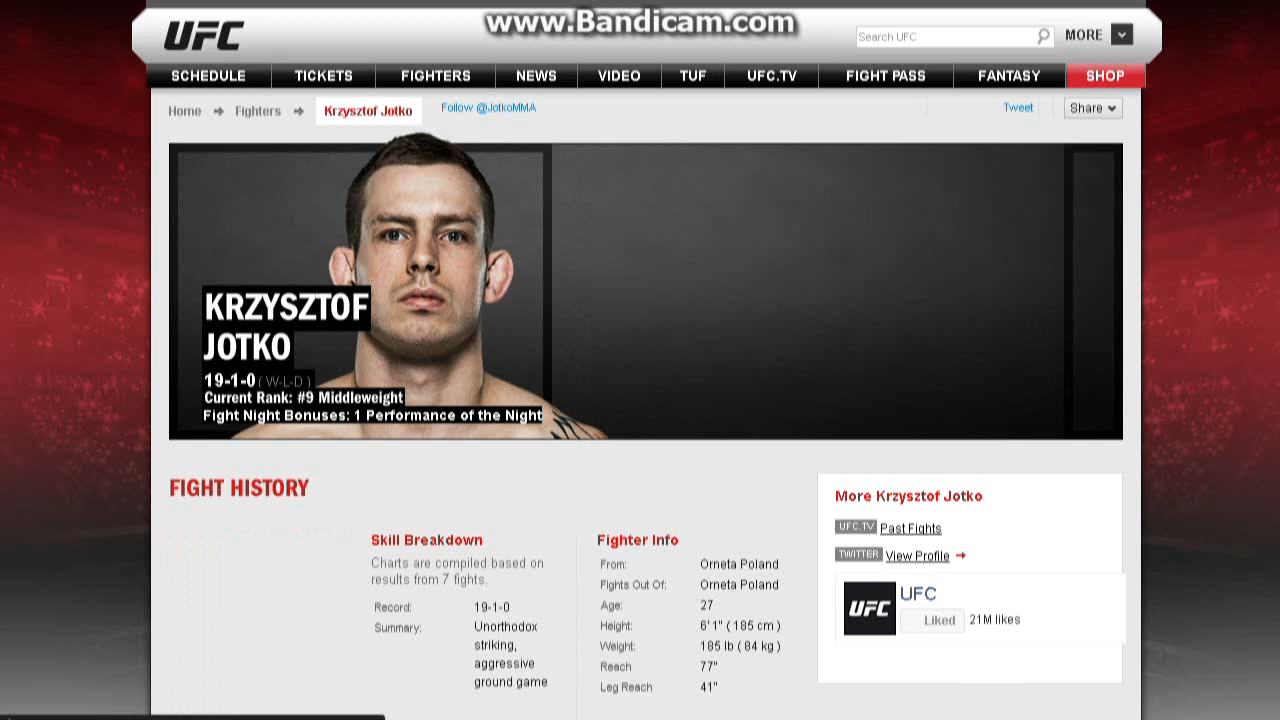 www.Bandicam.com
UFC
Search UFC
MORE
SCHEDULE TICKETS FIGHTERS NEWS VIDEO TUF UFC.TV FIGHT PASS FANTASY SHOP
Home Fighters Krzysztof Jotko Follow @JotkoMMA Tweet Share
KRZYSZTOF
JOTKO
19-1-0 ( W-L-D )
Current Rank: #9 Middleweight
Fight Night Bonuses: 1 Performance of the Night
FIGHT HISTORY
Skill Breakdown
Charts are compiled based on
results from 7 fights.
Record: 19-1-0
Summary: Unorthodox
striking,
aggressive
ground game
Fighter Info
From: Orneta Poland
Fights Out Of: Orneta Poland
Age: 27
Height: 6' 1" ( 185 cm )
Weight: 185 lb ( 84 kg )
Reach 77"
Leg Reach 41"
More Krzysztof Jotko
UFC.TV Past Fights
TWITTER View Profile
UFC
UFC
Liked 21M likes